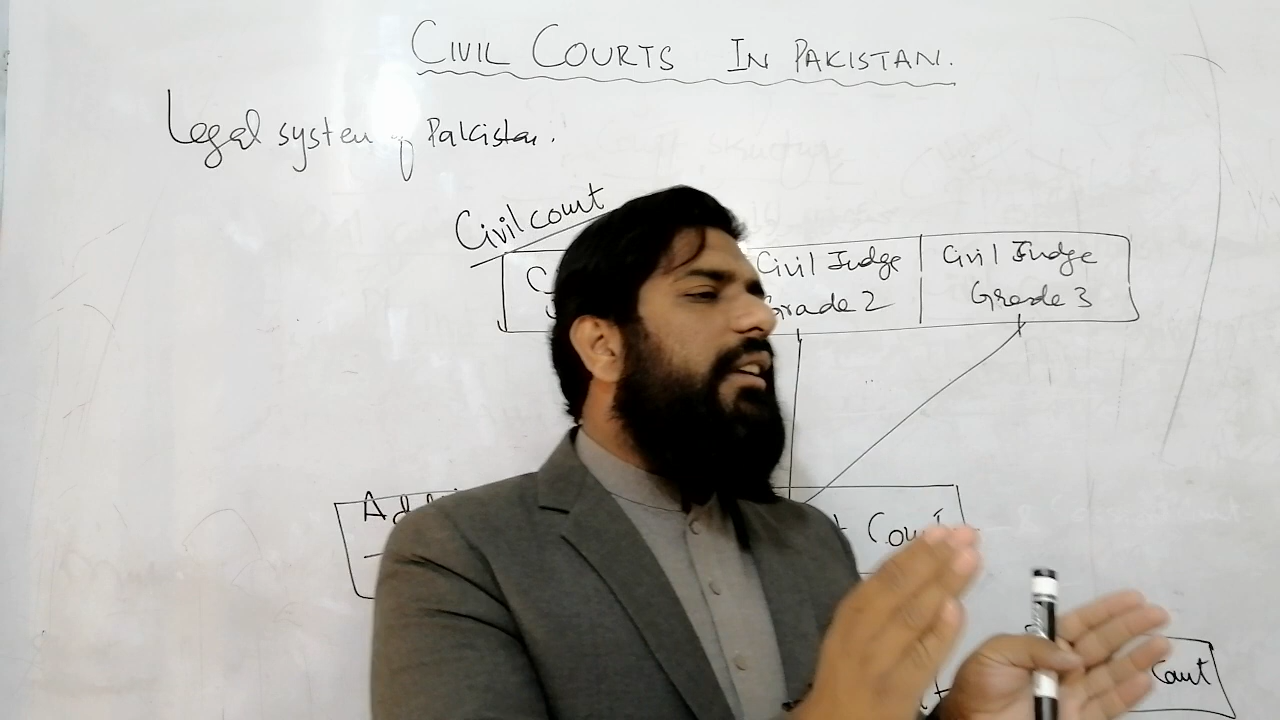 CIVIL COURTS IN PAKISTAN.
Legal system of Pakistan.
Civil court
Civil Judge Civil Judge
Grade 2 Grade 3
Court
Court